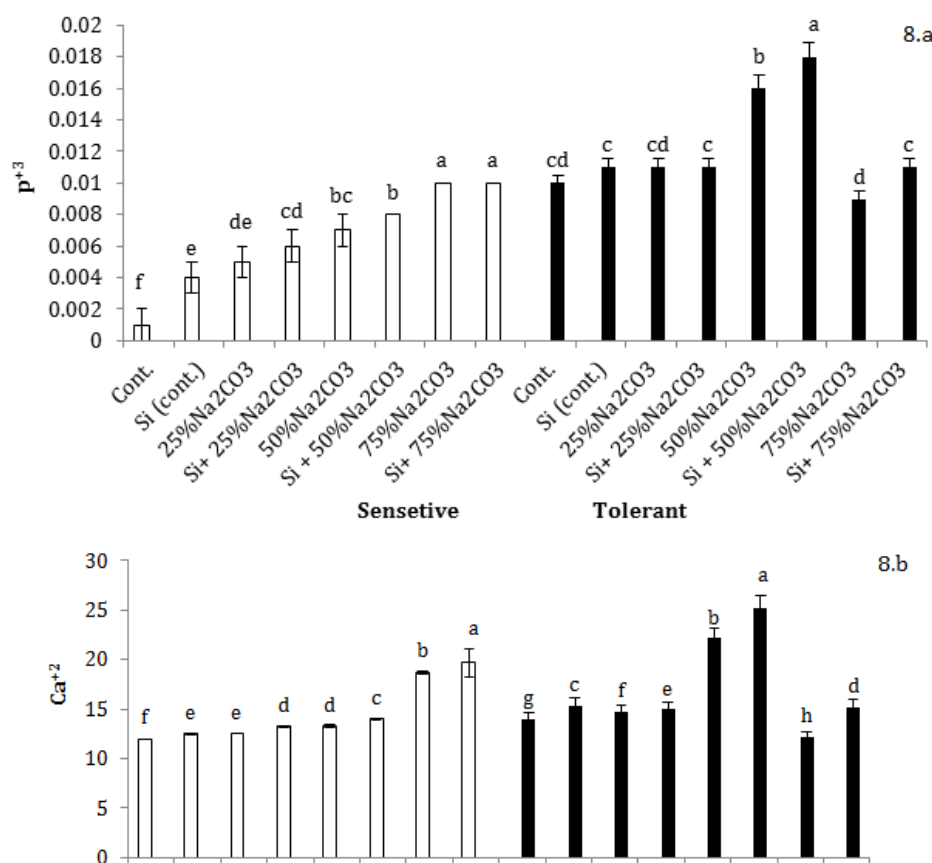 0.02
0.018
0.016
0.014
0.012
0.01
0.008
0.006
0.004
0.002
0
p+3
8.a
f
e
de
cd
bc
b
a
a
cd
c
cd
c
b
a
d
c
Cont.
Si (cont.)
25%Na2CO3
Si+ 25%Na2CO3
50%Na2CO3
Si + 50%Na2CO3
75%Na2CO3
Si+ 75%Na2CO3
Cont.
Si (cont.)
25%Na2CO3
Si+ 25%Na2CO3
50%Na2CO3
Si + 50%Na2CO3
75%Na2CO3
Si+ 75%Na2CO3
Sensetive Tolerant
30
25
20
15
10
5
0
Ca+2
8.b
f
e
e
d
d
c
b
a
g
c
f
e
b
a
h
d